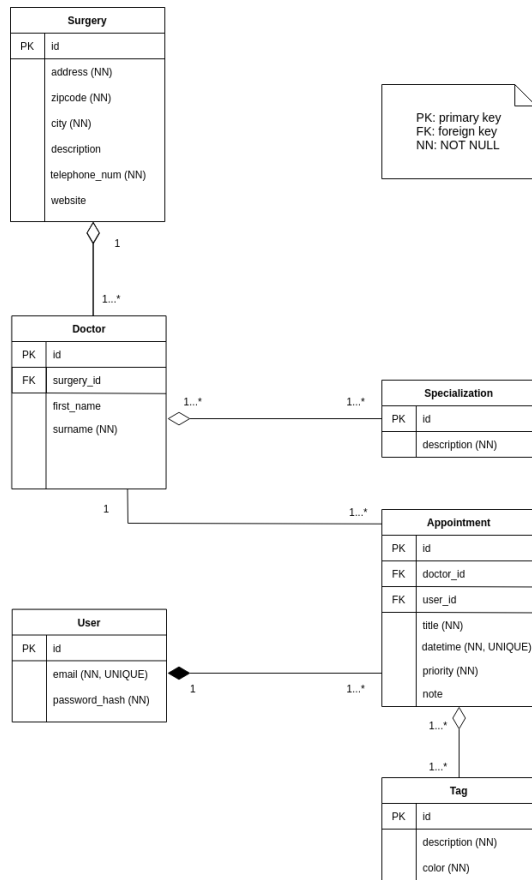 Surgery
PK id
address (NN)
zipcode (NN)
city (NN)
description
telephone_num (NN)
website
PK: primary key
FK: foreign key
NN: NOT NULL
1
1...*
Doctor
PK id
FK surgery_id
first_name
surname (NN)
1...*
1...*
Specialization
PK id
description (NN)
1
1...*
Appointment
PK id
FK doctor_id
FK user_id
title (NN)
datetime (NN, UNIQUE)
priority (NN)
note
User
PK id
email (NN, UNIQUE)
password_hash (NN)
1
1...*
1...*
1...*
Tag
PK id
description (NN)
color (NN)